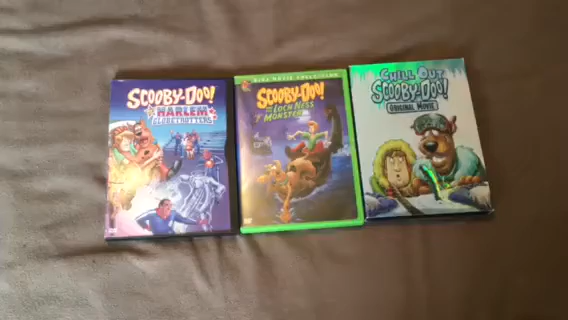 SCOOBY-DOO!
HARLEM
GLOBETROTTERS
SCOOBY-DOO!
LOCH NESS
MONSTER
CHILL OUT
SCOOBY-DOO!
ORIGINAL MOVIE